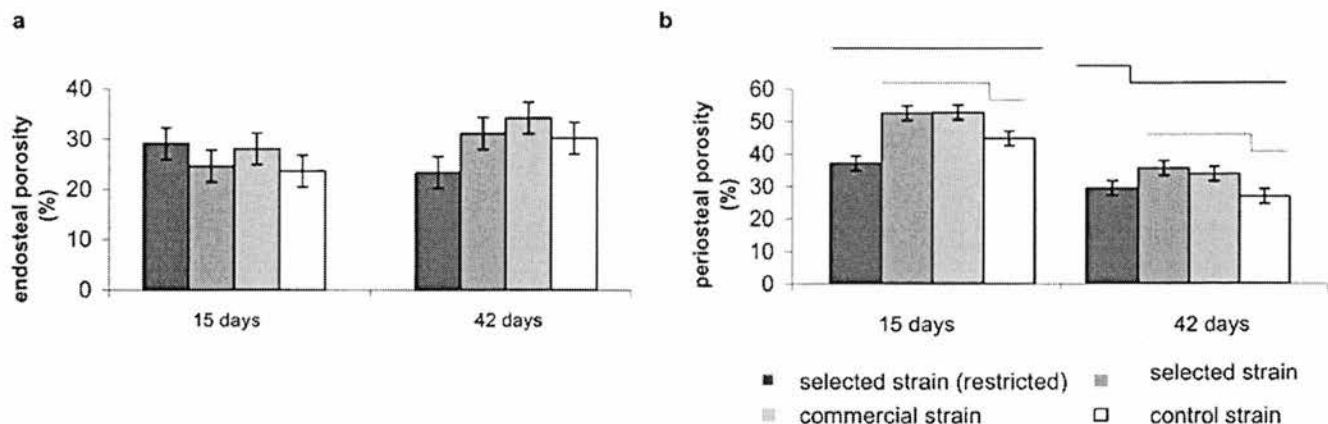 a
endosteal porosity
(%)
40
30
20
10
0
15 days
42 days
b
periosteal porosity
(%)
60
50
40
30
20
10
0
15 days
42 days
selected strain (restricted)
selected strain
commercial strain
control strain